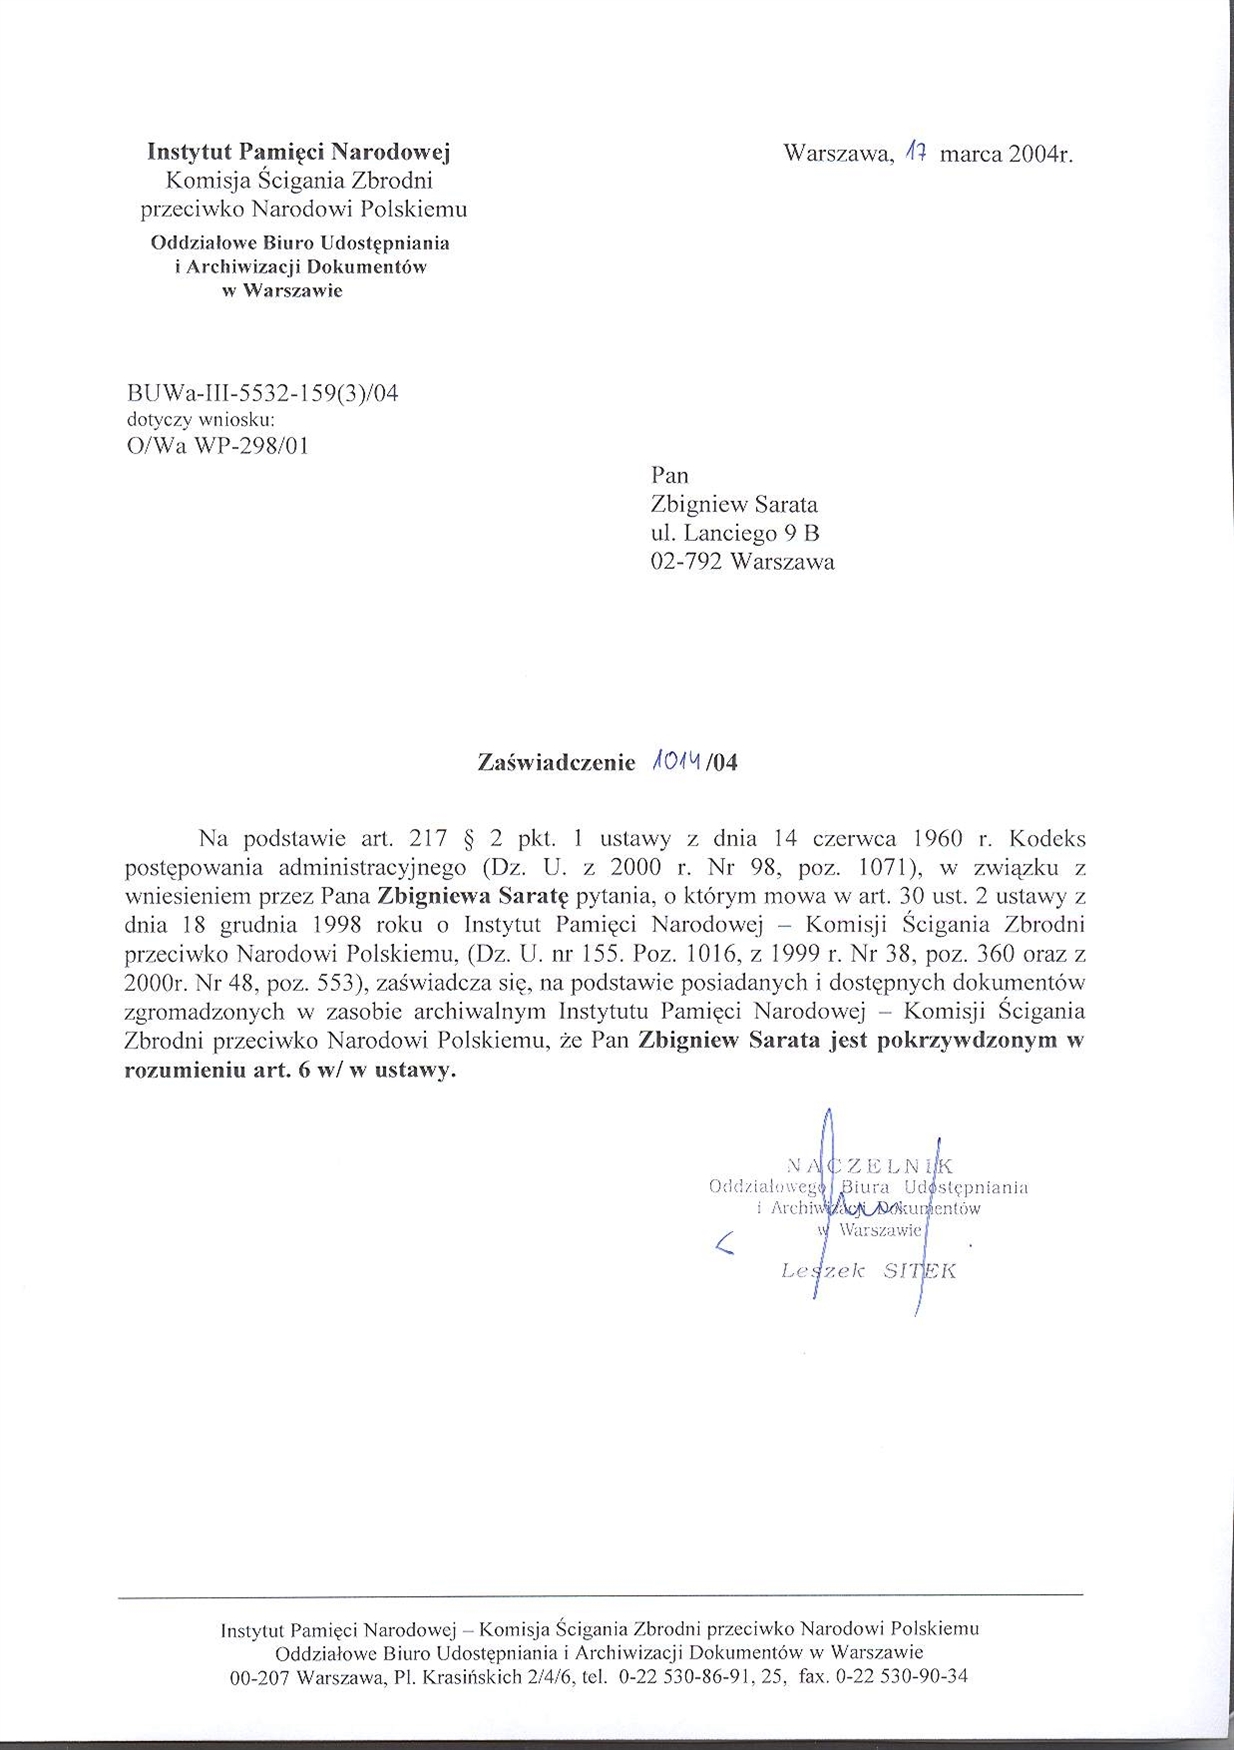 Instytut Pamięci Narodowej
Komisja Ścigania Zbrodni
przeciwko Narodowi Polskiemu
Oddziałowe Biuro Udostępniania
i Archiwizacji Dokumentów
w Warszawie
Warszawa, 17 marca 2004r.
BUWa-III-5532-159(3)/04
dotyczy wniosku:
O/Wa WP-298/01
Pan
Zbigniew Sarata
ul. Lanciego 9 B
02-792 Warszawa
Zaświadczenie 1014/04
Na podstawie art. 217 § 2 pkt. 1 ustawy z dnia 14 czerwca 1960 r. Kodeks
postępowania administracyjnego (Dz. U. z 2000 r. Nr 98, poz. 1071), w związku z
wniesieniem przez Pana Zbigniewa Saratę pytania, o którym mowa w art. 30 ust. 2 ustawy z
dnia 18 grudnia 1998 roku o Instytut Pamięci Narodowej – Komisji Ścigania Zbrodni
przeciwko Narodowi Polskiemu, (Dz. U. nr 155. Poz. 1016, z 1999 r. Nr 38, poz. 360 oraz z
2000r. Nr 48, poz. 553), zaświadcza się, na podstawie posiadanych i dostępnych dokumentów
zgromadzonych w zasobie archiwalnym Instytutu Pamięci Narodowej – Komisji Ścigania
Zbrodni przeciwko Narodowi Polskiemu, że Pan Zbigniew Sarata jest pokrzywdzonym w
rozumieniu art. 6 w/ w ustawy.
NACZELNIK
Oddziałowego Biura Udostępniania
i Archiwizacji Dokumentów
w Warszawie
Leszek SITEK
Instytut Pamięci Narodowej – Komisja Ścigania Zbrodni przeciwko Narodowi Polskiemu
Oddziałowe Biuro Udostępniania i Archiwizacji Dokumentów w Warszawie
00-207 Warszawa, Pl. Krasińskich 2/4/6, tel. 0-22 530-86-91, 25, fax. 0-22 530-90-34